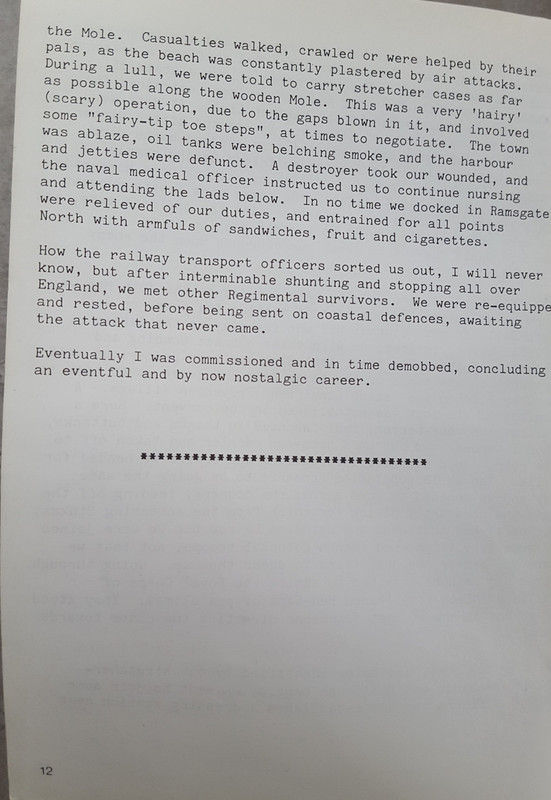 the Mole.  Casualties walked, crawled or were helped by their
pals, as the beach was constantly plastered by air attacks.
During a lull, we were told to carry stretcher cases as far
as possible along the wooden Mole.  This was a very 'hairy'
(scary) operation, due to the gaps blown in it, and involved
some "fairy-tip toe steps", at times to negotiate.  The town
was ablaze, oil tanks were belching smoke, and the harbour
and jetties were defunct.  A destroyer took our wounded, and
the naval medical officer instructed us to continue nursing
and attending the lads below.  In no time we docked in Ramsgate
were relieved of our duties, and entrained for all points
North with armfuls of sandwiches, fruit and cigarettes.
How the railway transport officers sorted us out, I will never
know, but after interminable shunting and stopping all over
England, we met other Regimental survivors.  We were re-equippe
and rested, before being sent on coastal defences, awaiting
the attack that never came.
Eventually I was commissioned and in time demobbed, concluding
an eventful and by now nostalgic career.
***********************************
12